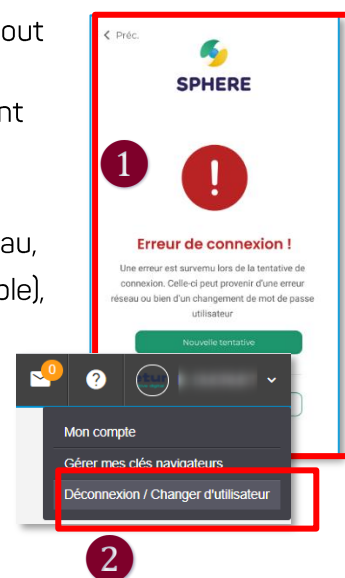 out
nt
au,
ble),
< Préc.
SPHERE
1
!
Erreur de connexion !
Une erreur est survemu lors de la tentative de
connexion. Celle-ci peut provenir d'une erreur
réseau ou bien d'un changement de mot de passe
utilisateur
Nouvelle tentative
0
?
Mon compte
Gérer mes clés navigateurs
Déconnexion / Changer d'utilisateur
2